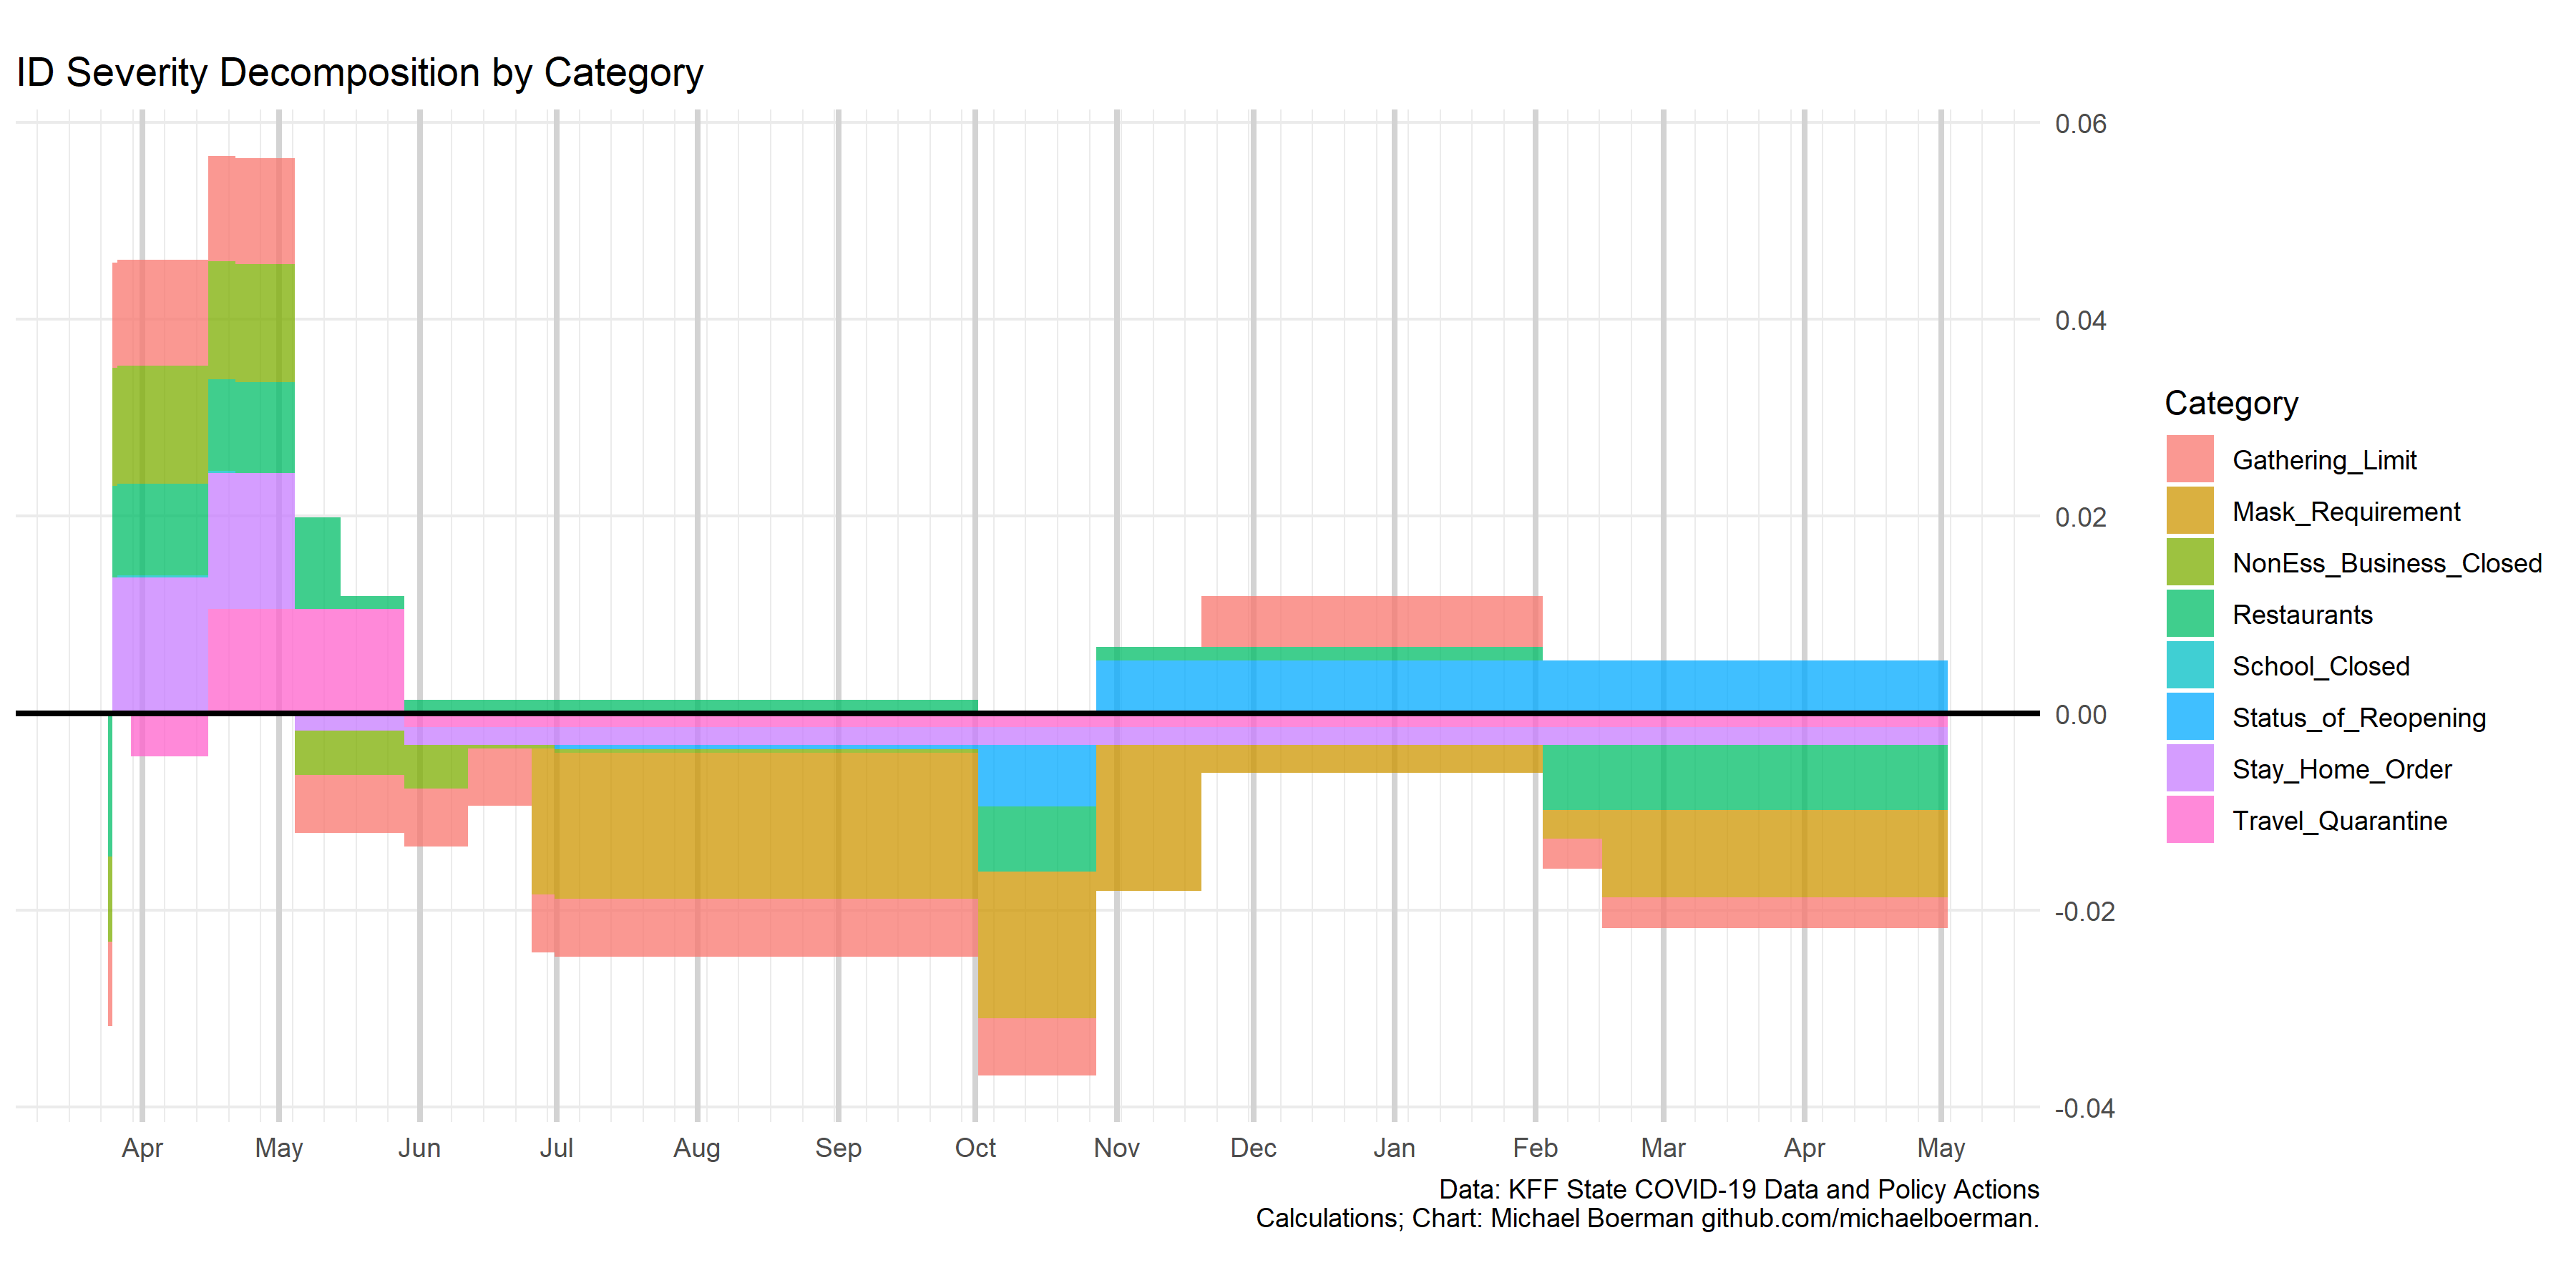 ID Severity Decomposition by Category
0.06
0.04
0.02
0.00
-0.02
-0.04
Apr May Jun Jul Aug Sep Oct Nov Dec Jan Feb Mar Apr May
Category
Gathering_Limit
Mask_Requirement
NonEss_Business_Closed
Restaurants
School_Closed
Status_of_Reopening
Stay_Home_Order
Travel_Quarantine
Data: KFF State COVID-19 Data and Policy Actions
Calculations; Chart: Michael Boerman github.com/michaelboerman.